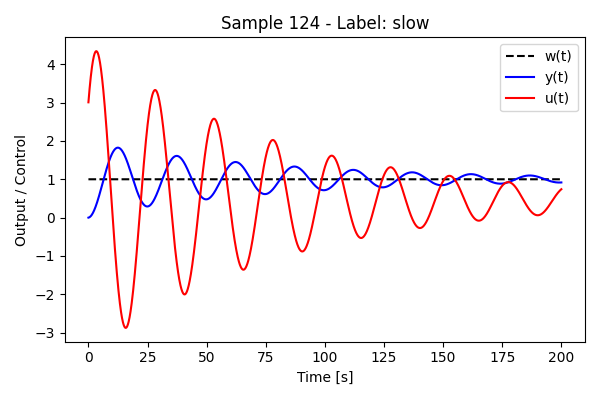 Sample 124 - Label: slow
Output / Control
4
3
2
1
0
−1
−2
−3
w(t)
y(t)
u(t)
0 25 50 75 100 125 150 175 200
Time [s]